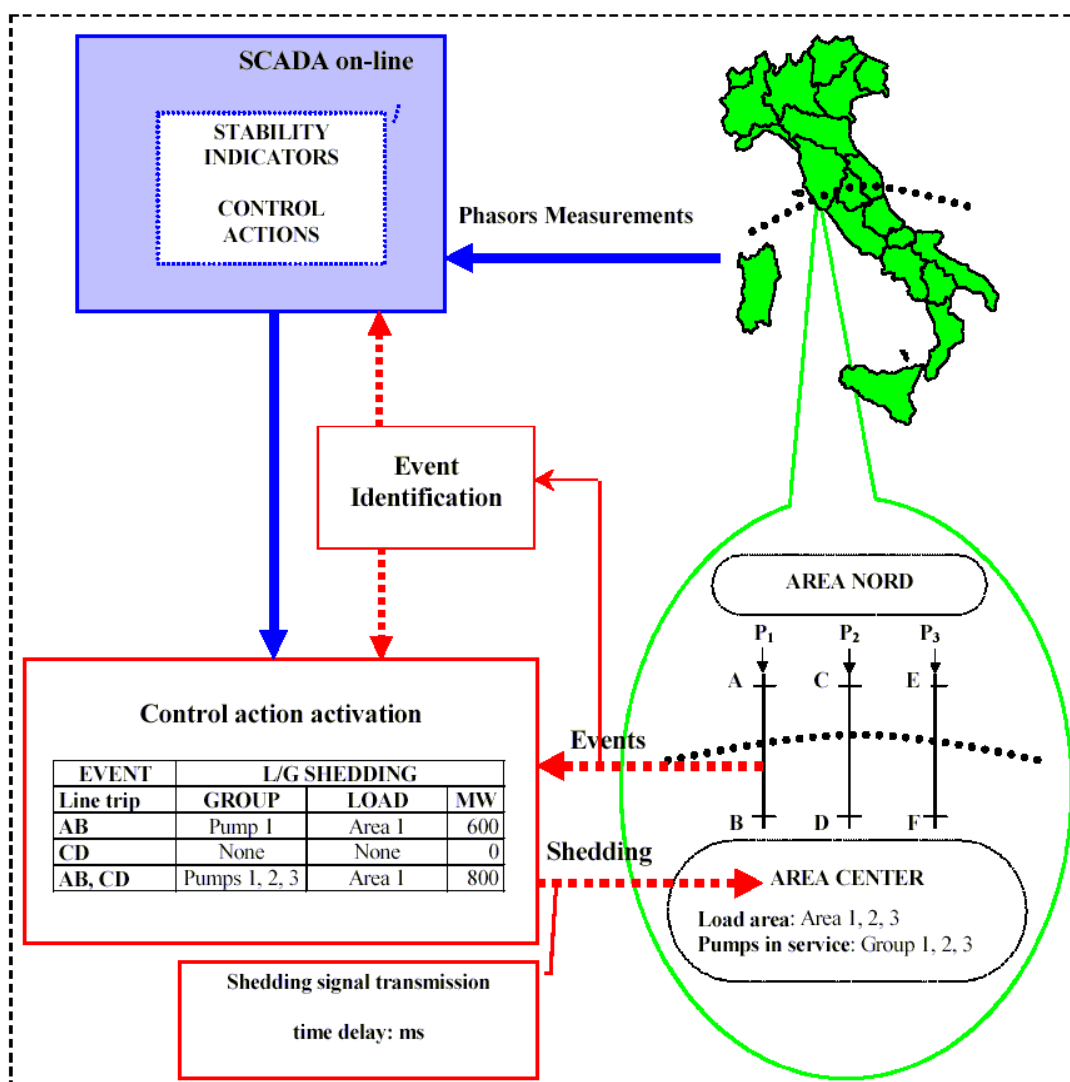 SCADA on-line
STABILITY
INDICATORS
CONTROL
ACTIONS
Phasors Measurements
Event
Identification
AREA NORD
P₁ P₂ P₃
A C E
Control action activation
Events
EVENT L/G SHEDDING
Line trip GROUP LOAD MW
AB Pump 1 Area 1 600
CD None None 0
AB, CD Pumps 1, 2, 3 Area 1 800
B D F
Shedding
AREA CENTER
Load area: Area 1, 2, 3
Pumps in service: Group 1, 2, 3
Shedding signal transmission
time delay: ms